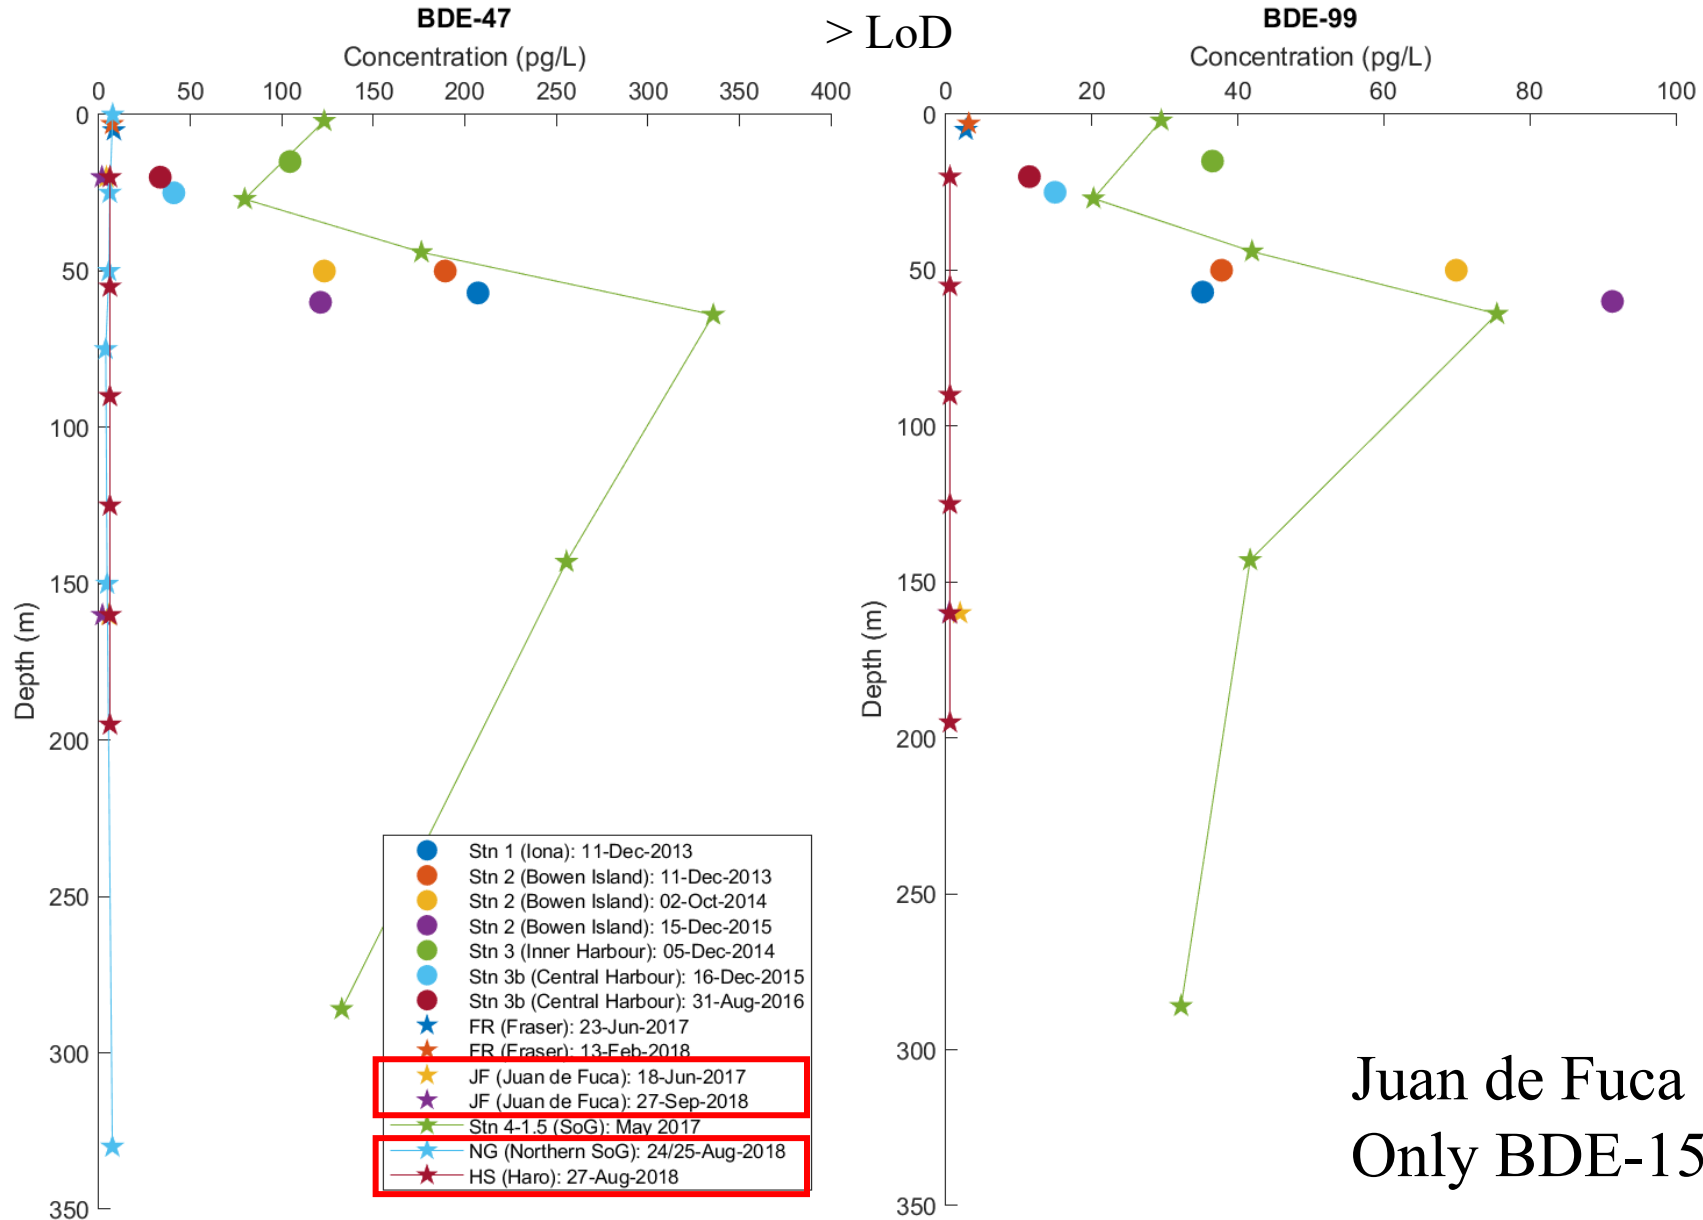 BDE-47
Concentration (pg/L)
0 50 100 150 200 250 300 350 400
0
50
100
150
200
250
300
350
Depth (m)
> LoD
BDE-99
Concentration (pg/L)
0 20 40 60 80 100
0
50
100
150
200
250
300
350
Depth (m)
Stn 1 (Iona): 11-Dec-2013
Stn 2 (Bowen Island): 11-Dec-2013
Stn 2 (Bowen Island): 02-Oct-2014
Stn 2 (Bowen Island): 15-Dec-2015
Stn 3 (Inner Harbour): 05-Dec-2014
Stn 3b (Central Harbour): 16-Dec-2015
Stn 3b (Central Harbour): 31-Aug-2016
FR (Fraser): 23-Jun-2017
FR (Fraser): 13-Feb-2018
JF (Juan de Fuca): 18-Jun-2017
JF (Juan de Fuca): 27-Sep-2018
Stn 4-1.5 (SoG): May 2017
NG (Northern SoG): 24/25-Aug-2018
HS (Haro): 27-Aug-2018
Juan de Fuca
Only BDE-15